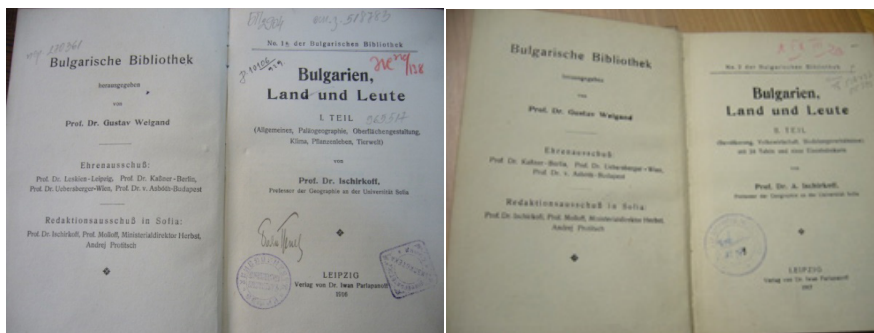 Bulgarische Bibliothek
herausgegeben
von
Prof. Dr. Gustav Weigand
Ehrenausschuß:
Prof. Dr. Leskien-Leipzig, Prof. Dr. Kaßner-Berlin,
Prof. Dr. Uebersberger-Wien, Prof. Dr. v. Asbóth-Budapest
Redaktionsausschuß in Sofia:
Prof. Dr. Ischirkoff, Prof. Molloff, Ministerialdirektor Herbst,
Andrej Protitsch
No. 1 der Bulgarischen Bibliothek
Bulgarien,
Land und Leute
I. TEIL
(Allgemeines, Paläogeographie, Oberflächengestaltung,
Klima, Pflanzenleben, Tierwelt)
von
Prof. Dr. Ischirkoff,
Professor der Geographie an der Universität Sofia
LEIPZIG
Verlag von Dr. Iwan Parlapanoff
1916
Bulgarische Bibliothek
herausgegeben
von
Prof. Dr. Gustav Weigand
Ehrenausschuß:
Prof. Dr. Kaßner-Berlin, Prof. Dr. Uebersberger-Wien,
Prof. Dr. v. Asbóth-Budapest
Redaktionsausschuß in Sofia:
Prof. Dr. Ischirkoff, Prof. Molloff, Ministerialdirektor Herbst,
Andrej Protitsch
der Bulgarischen Bibliothek
Bulgarien,
Land und Leute
II. TEIL
von
Prof. Dr. A. Ischirkoff,
Professor der Geographie an der Universität Sofia
LEIPZIG
Verlag von Dr. Iwan Parlapanoff
1917